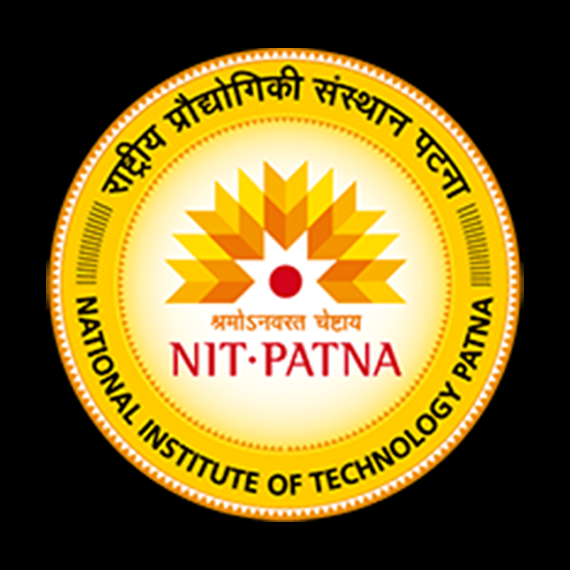 राष्ट्रीय प्रौद्योगिकी संस्थान पटना
श्रमोऽनवरत चेष्टाय
NIT·PATNA
NATIONAL INSTITUTE OF TECHNOLOGY PATNA